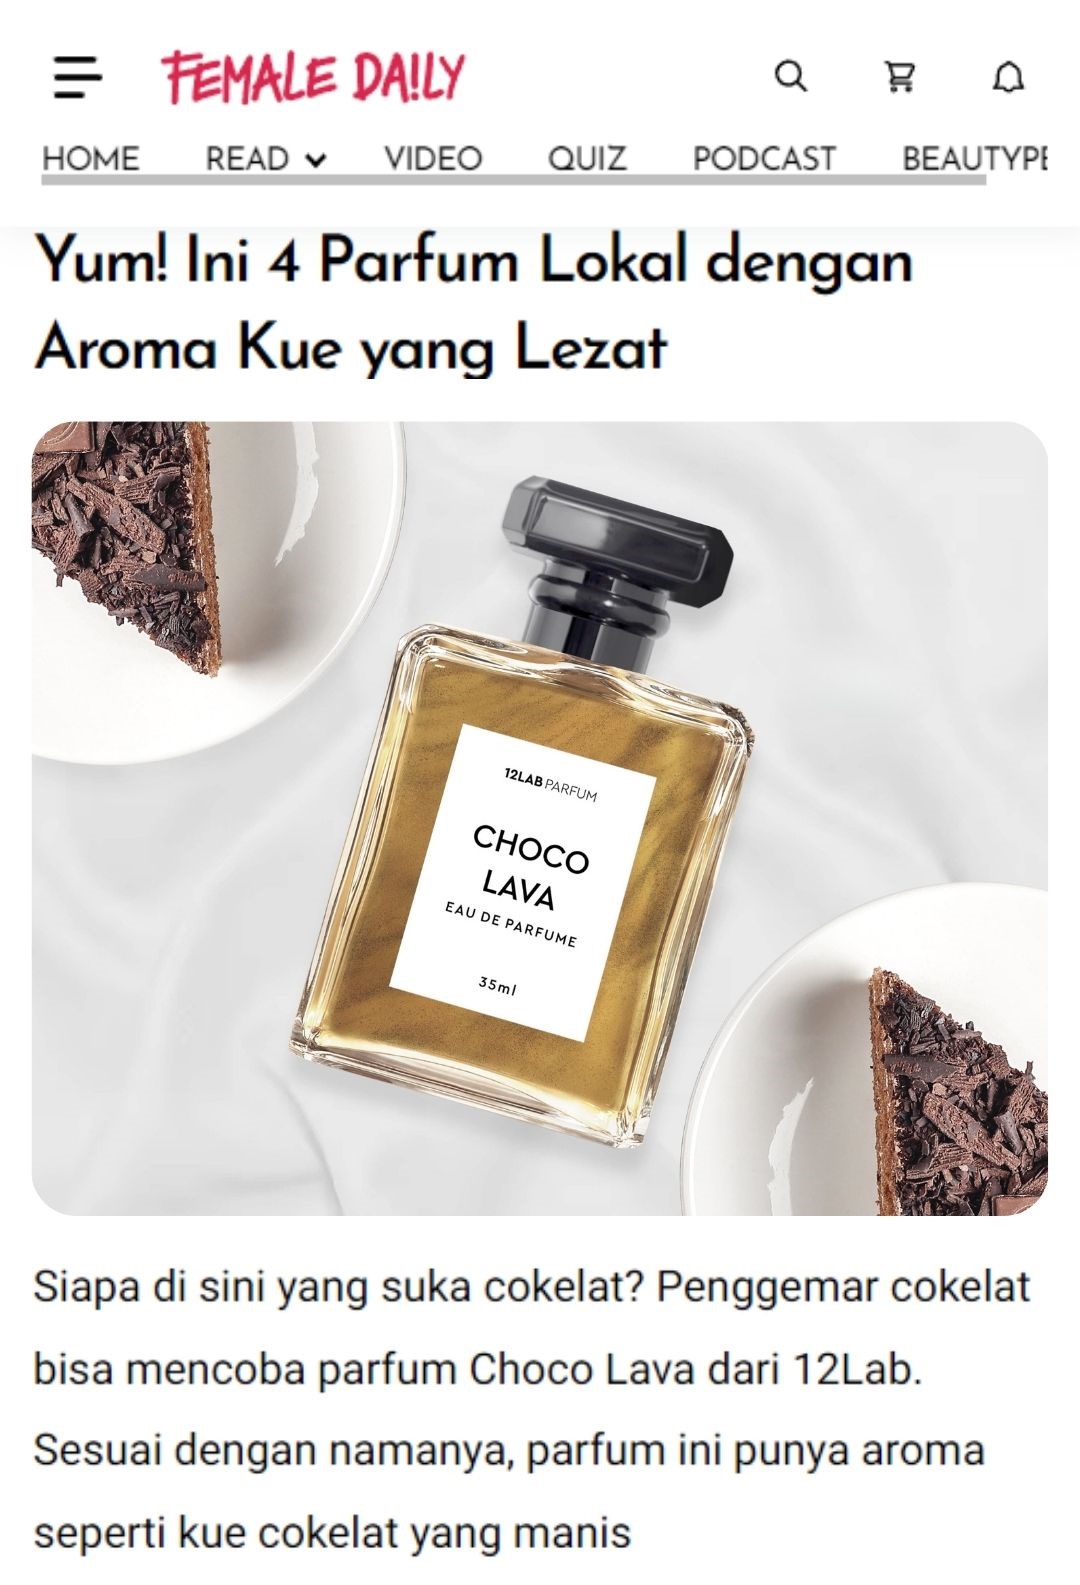 FEMALE DA!LY
HOME READ VIDEO QUIZ PODCAST BEAUTYPE
Yum! Ini 4 Parfum Lokal dengan
Aroma Kue yang Lezat
12LAB PARFUM
CHOCO
LAVA
EAU DE PARFUME
35ml
Siapa di sini yang suka cokelat? Penggemar cokelat
bisa mencoba parfum Choco Lava dari 12Lab.
Sesuai dengan namanya, parfum ini punya aroma
seperti kue cokelat yang manis